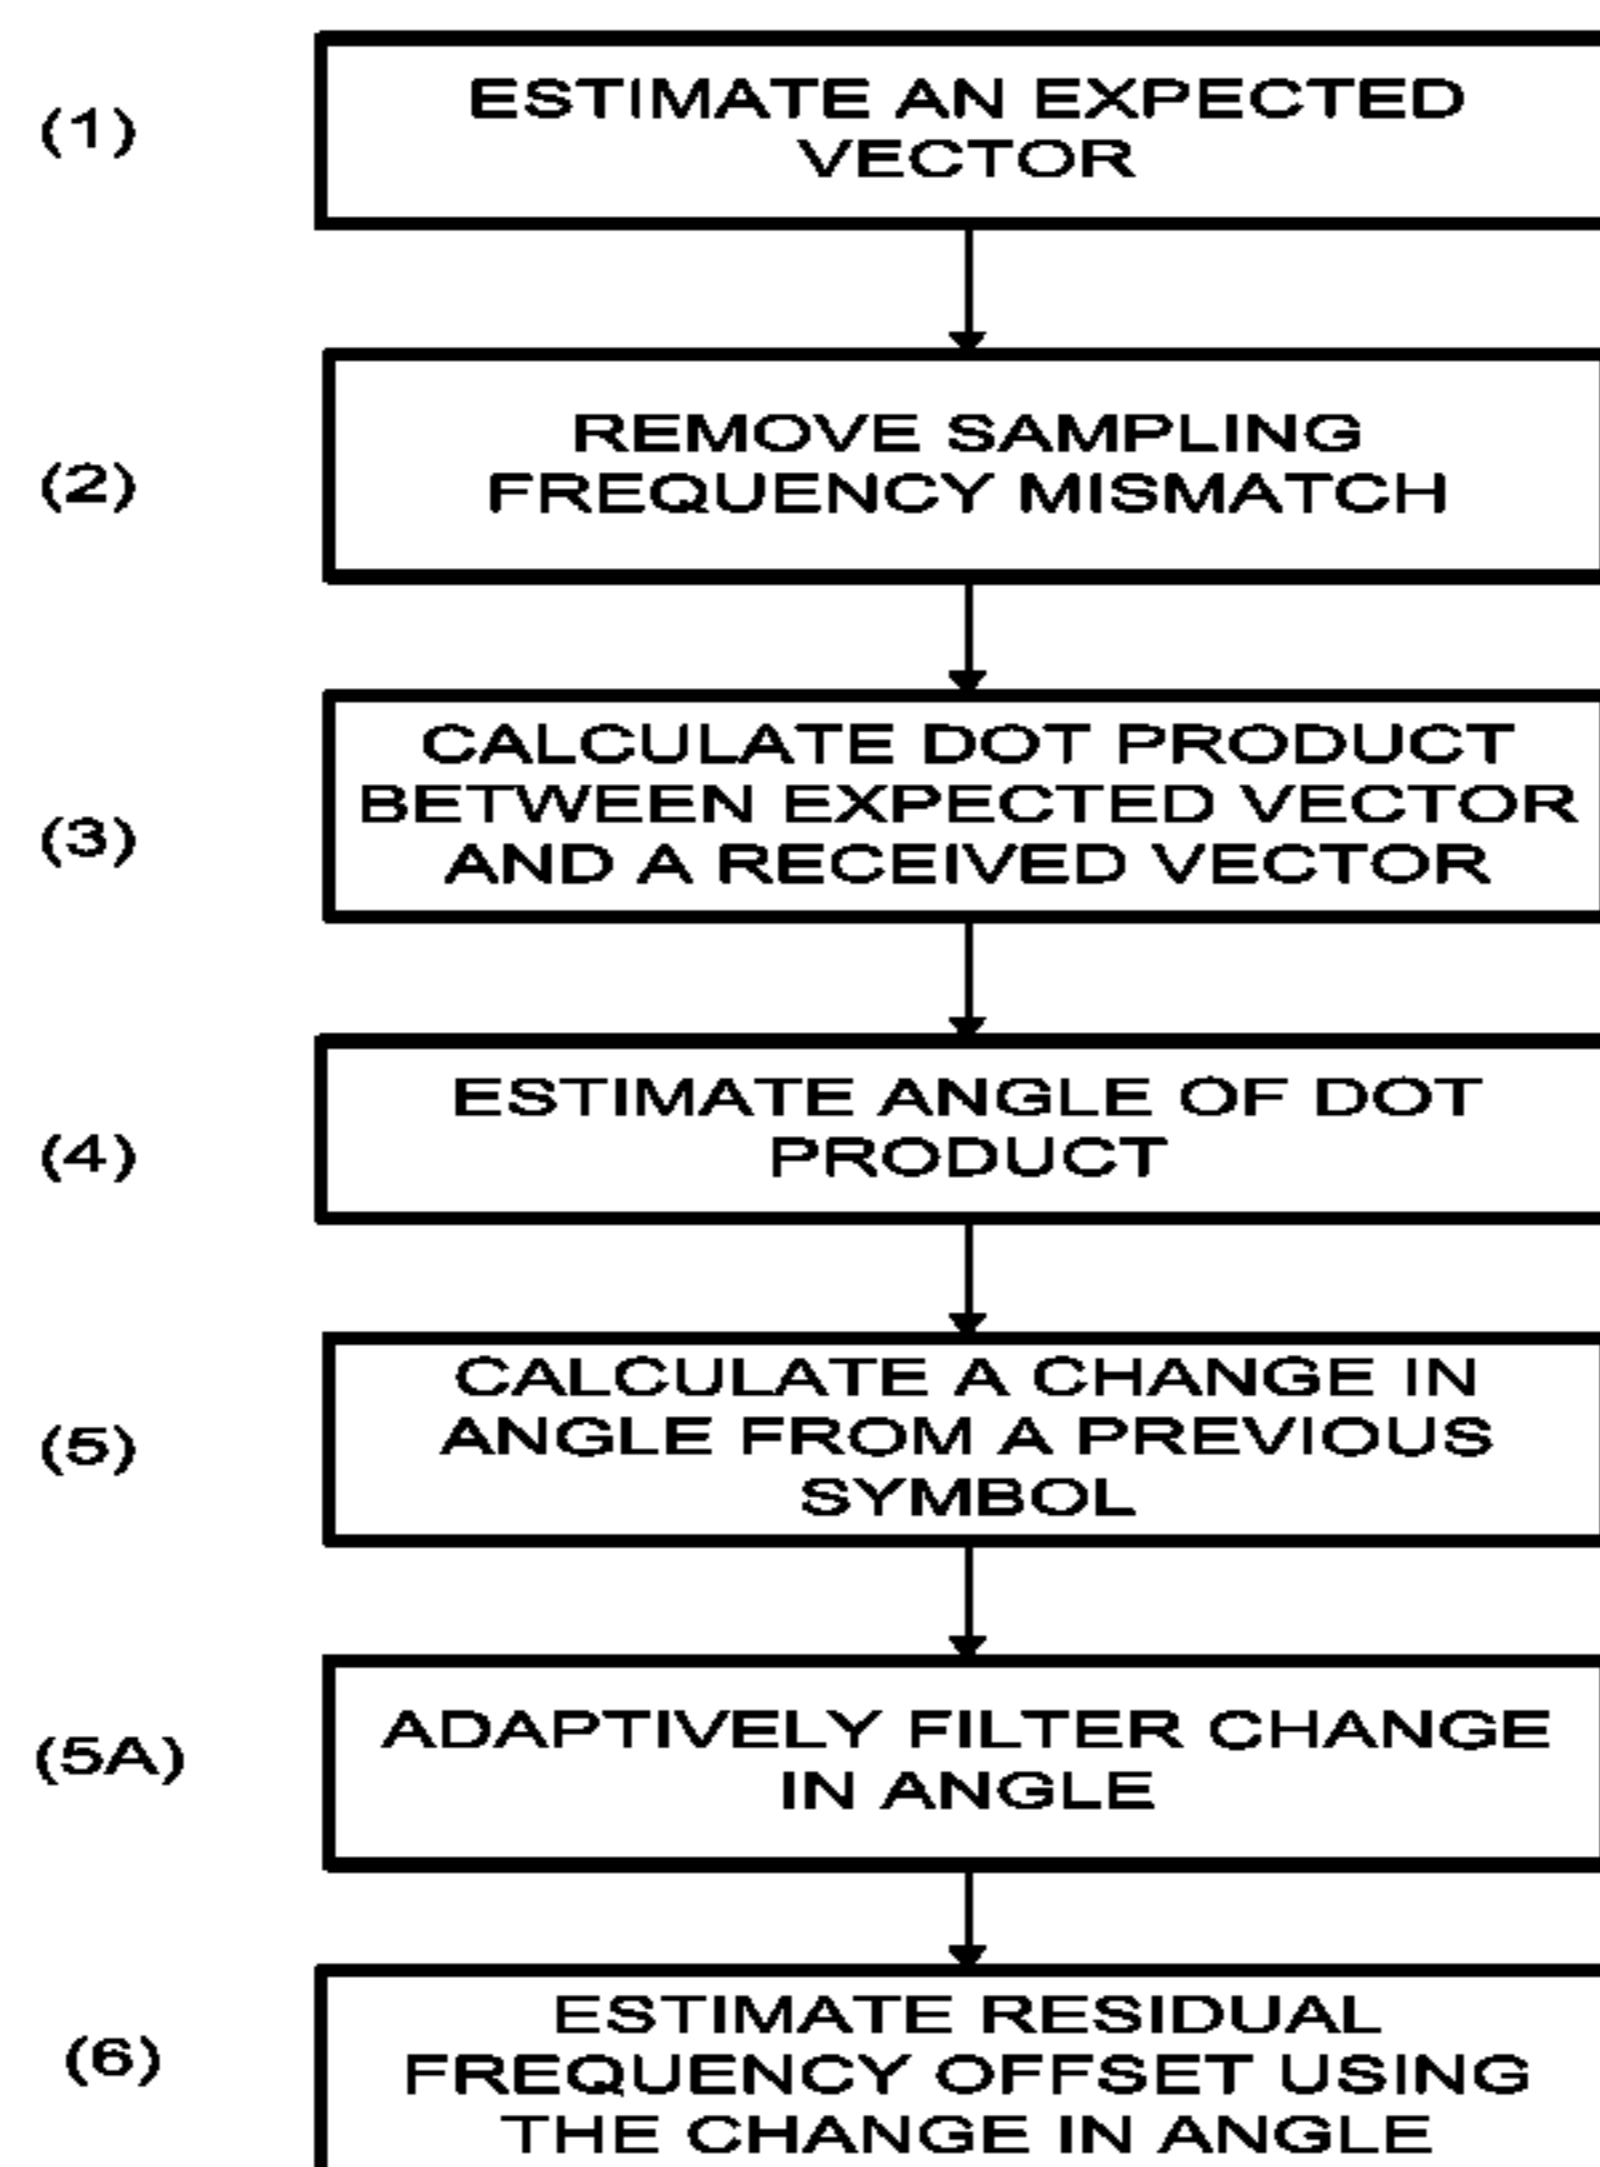 (1)
ESTIMATE AN EXPECTED
VECTOR
(2)
REMOVE SAMPLING
FREQUENCY MISMATCH
(3)
CALCULATE DOT PRODUCT
BETWEEN EXPECTED VECTOR
AND A RECEIVED VECTOR
(4)
ESTIMATE ANGLE OF DOT
PRODUCT
(5)
CALCULATE A CHANGE IN
ANGLE FROM A PREVIOUS
SYMBOL
(5A)
ADAPTIVELY FILTER CHANGE
IN ANGLE
(6)
ESTIMATE RESIDUAL
FREQUENCY OFFSET USING
THE CHANGE IN ANGLE